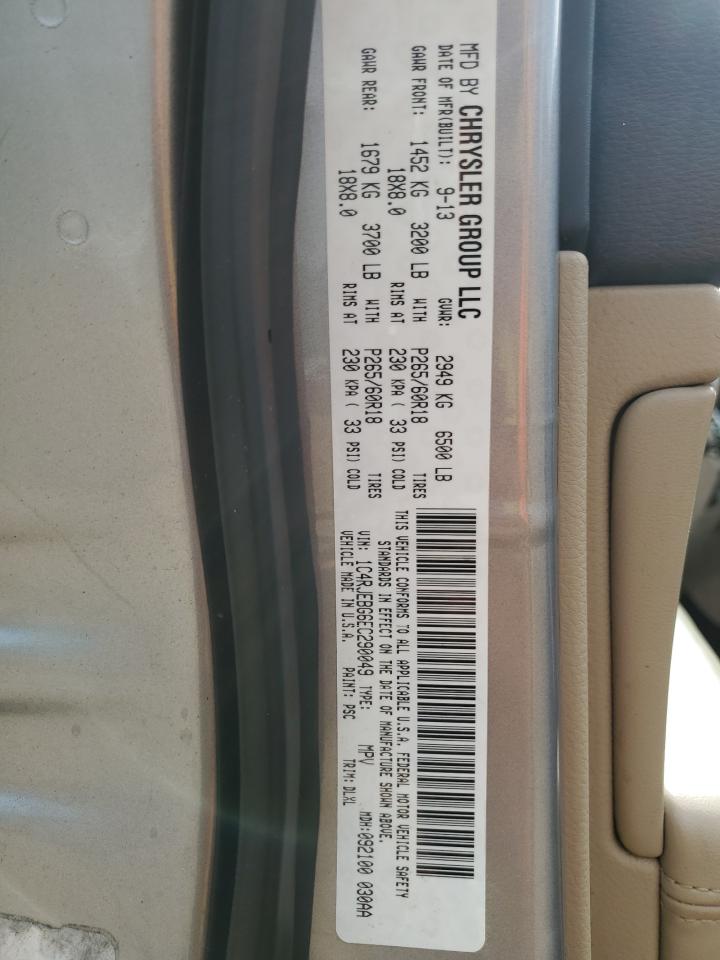 MFD BY CHRYSLER GROUP LLC
DATE OF MFR(BUILT): 9-13 GVWR: 2949 KG 6500 LB
GAWR FRONT: 1452 KG 3200 LB WITH P265/60R18 TIRES
18X8.0 RIMS AT 230 KPA ( 33 PSI) COLD
GAWR REAR: 1679 KG 3700 LB WITH P265/60R18 TIRES
18X8.0 RIMS AT 230 KPA ( 33 PSI) COLD
THIS VEHICLE CONFORMS TO ALL APPLICABLE U.S.A. FEDERAL MOTOR VEHICLE SAFETY
STANDARDS IN EFFECT ON THE DATE OF MANUFACTURE SHOWN ABOVE.
VIN: 1C4RJEBG6EC290049 TYPE: MPV MDH:092100 030AA
VEHICLE MADE IN U.S.A. PAINT: PSC TRIM: DLXL